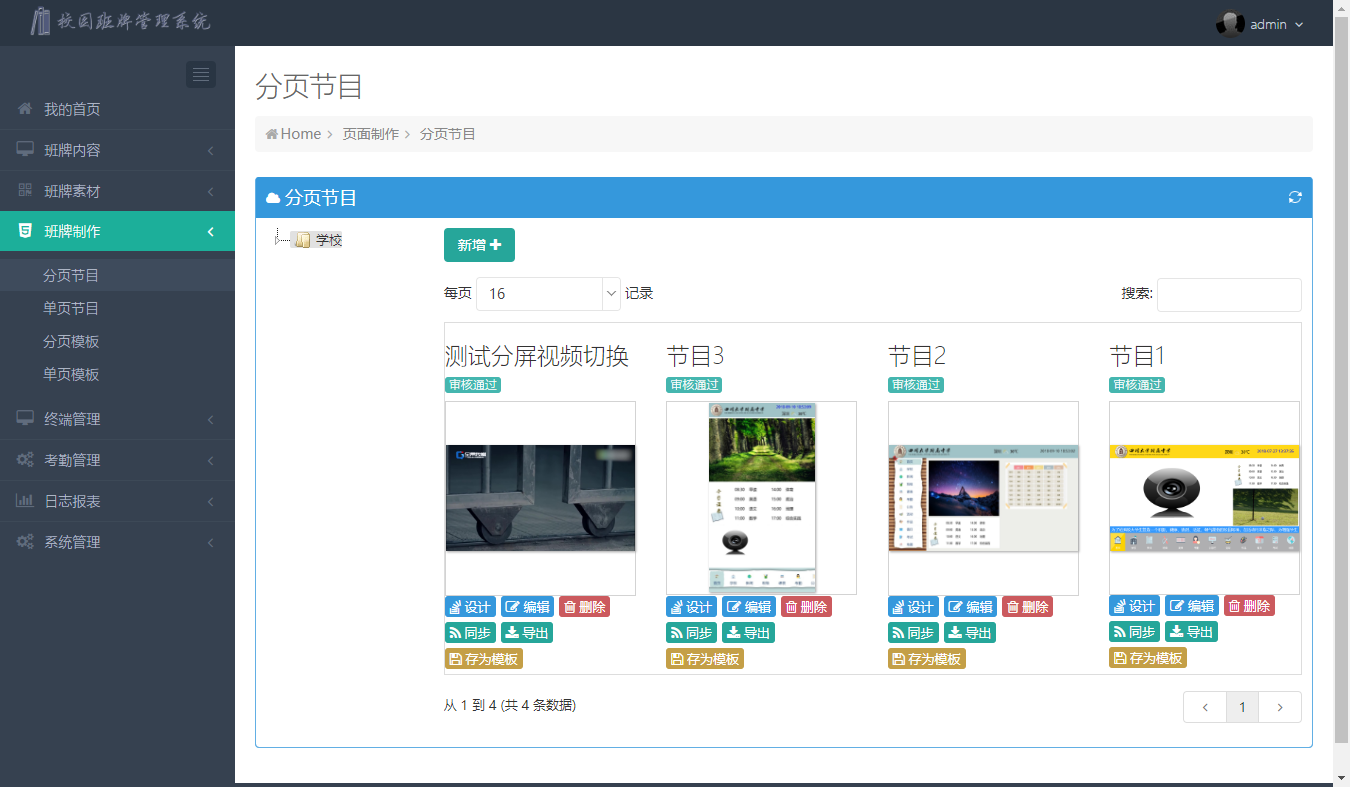 校园班牌管理系统
admin
我的首页
班牌内容
班牌素材
班牌制作
分页节目
单页节目
分页模板
单页模板
终端管理
考勤管理
日志报表
系统管理
分页节目
Home > 页面制作 > 分页节目
分页节目
学校
新增
每页 16 记录
搜索:
测试分屏视频切换
审核通过
设计 编辑 删除
同步 导出
存为模板
节目3
审核通过
设计 编辑 删除
同步 导出
存为模板
节目2
审核通过
设计 编辑 删除
同步 导出
存为模板
节目1
审核通过
设计 编辑 删除
同步 导出
存为模板
从 1 到 4 (共 4 条数据)
1